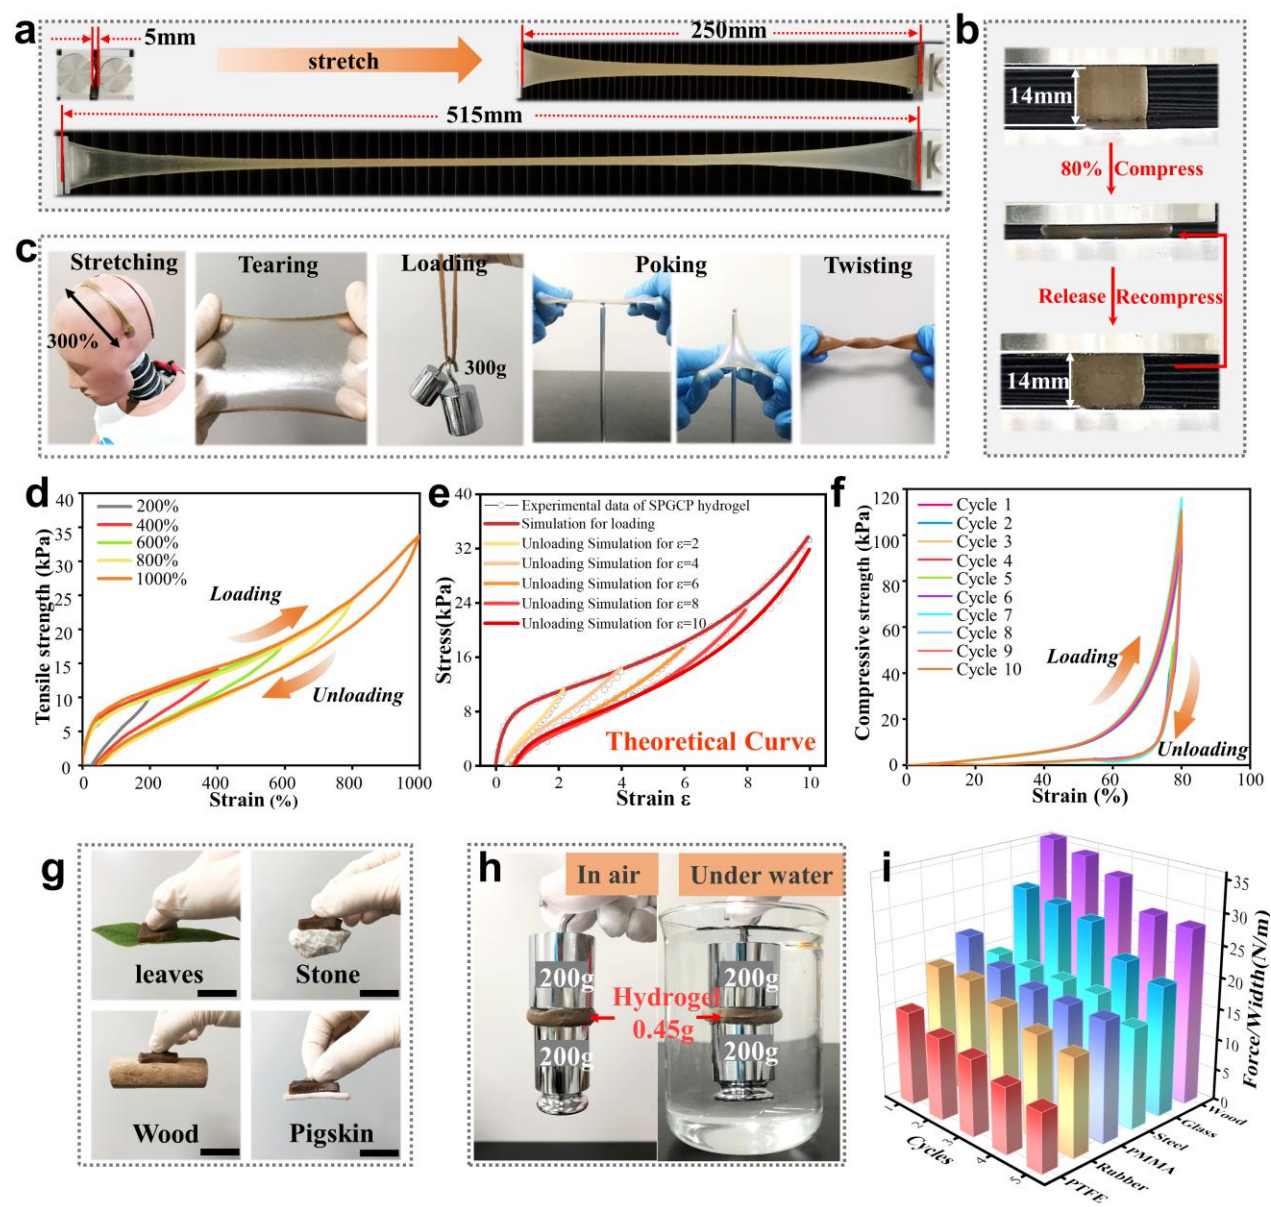 a
5mm
stretch
250mm
515mm
b
14mm
80% Compress
Release Recompress
14mm
c
Stretching
300%
Tearing
Loading
300g
Poking
Twisting
d
Tensile strength (kPa)
40
35
30
25
20
15
10
5
0
200%
400%
600%
800%
1000%
Loading
Unloading
0 200 400 600 800 1000
Strain (%)
e
Stress(kPa)
40
32
24
16
8
0
Experimental data of SPGCP hydrogel
Simulation for loading
Unloading Simulation for ε=2
Unloading Simulation for ε=4
Unloading Simulation for ε=6
Unloading Simulation for ε=8
Unloading Simulation for ε=10
Theoretical Curve
0 2 4 6 8 10
Strain ε
f
Compressive strength (kPa)
120
100
80
60
40
20
0
Cycle 1
Cycle 2
Cycle 3
Cycle 4
Cycle 5
Cycle 6
Cycle 7
Cycle 8
Cycle 9
Cycle 10
Loading
Unloading
0 20 40 60 80 100
Strain (%)
g
leaves
Stone
Wood
Pigskin
h
In air
Under water
200g
200g
Hydrogel
0.45g
200g
200g
i
35
30
25
20
15
10
5
0
Force/Width(N/m)
1
2
3
4
5
Cycles
Wood
Glass
Steel
PMMA
Rubber
PTFE